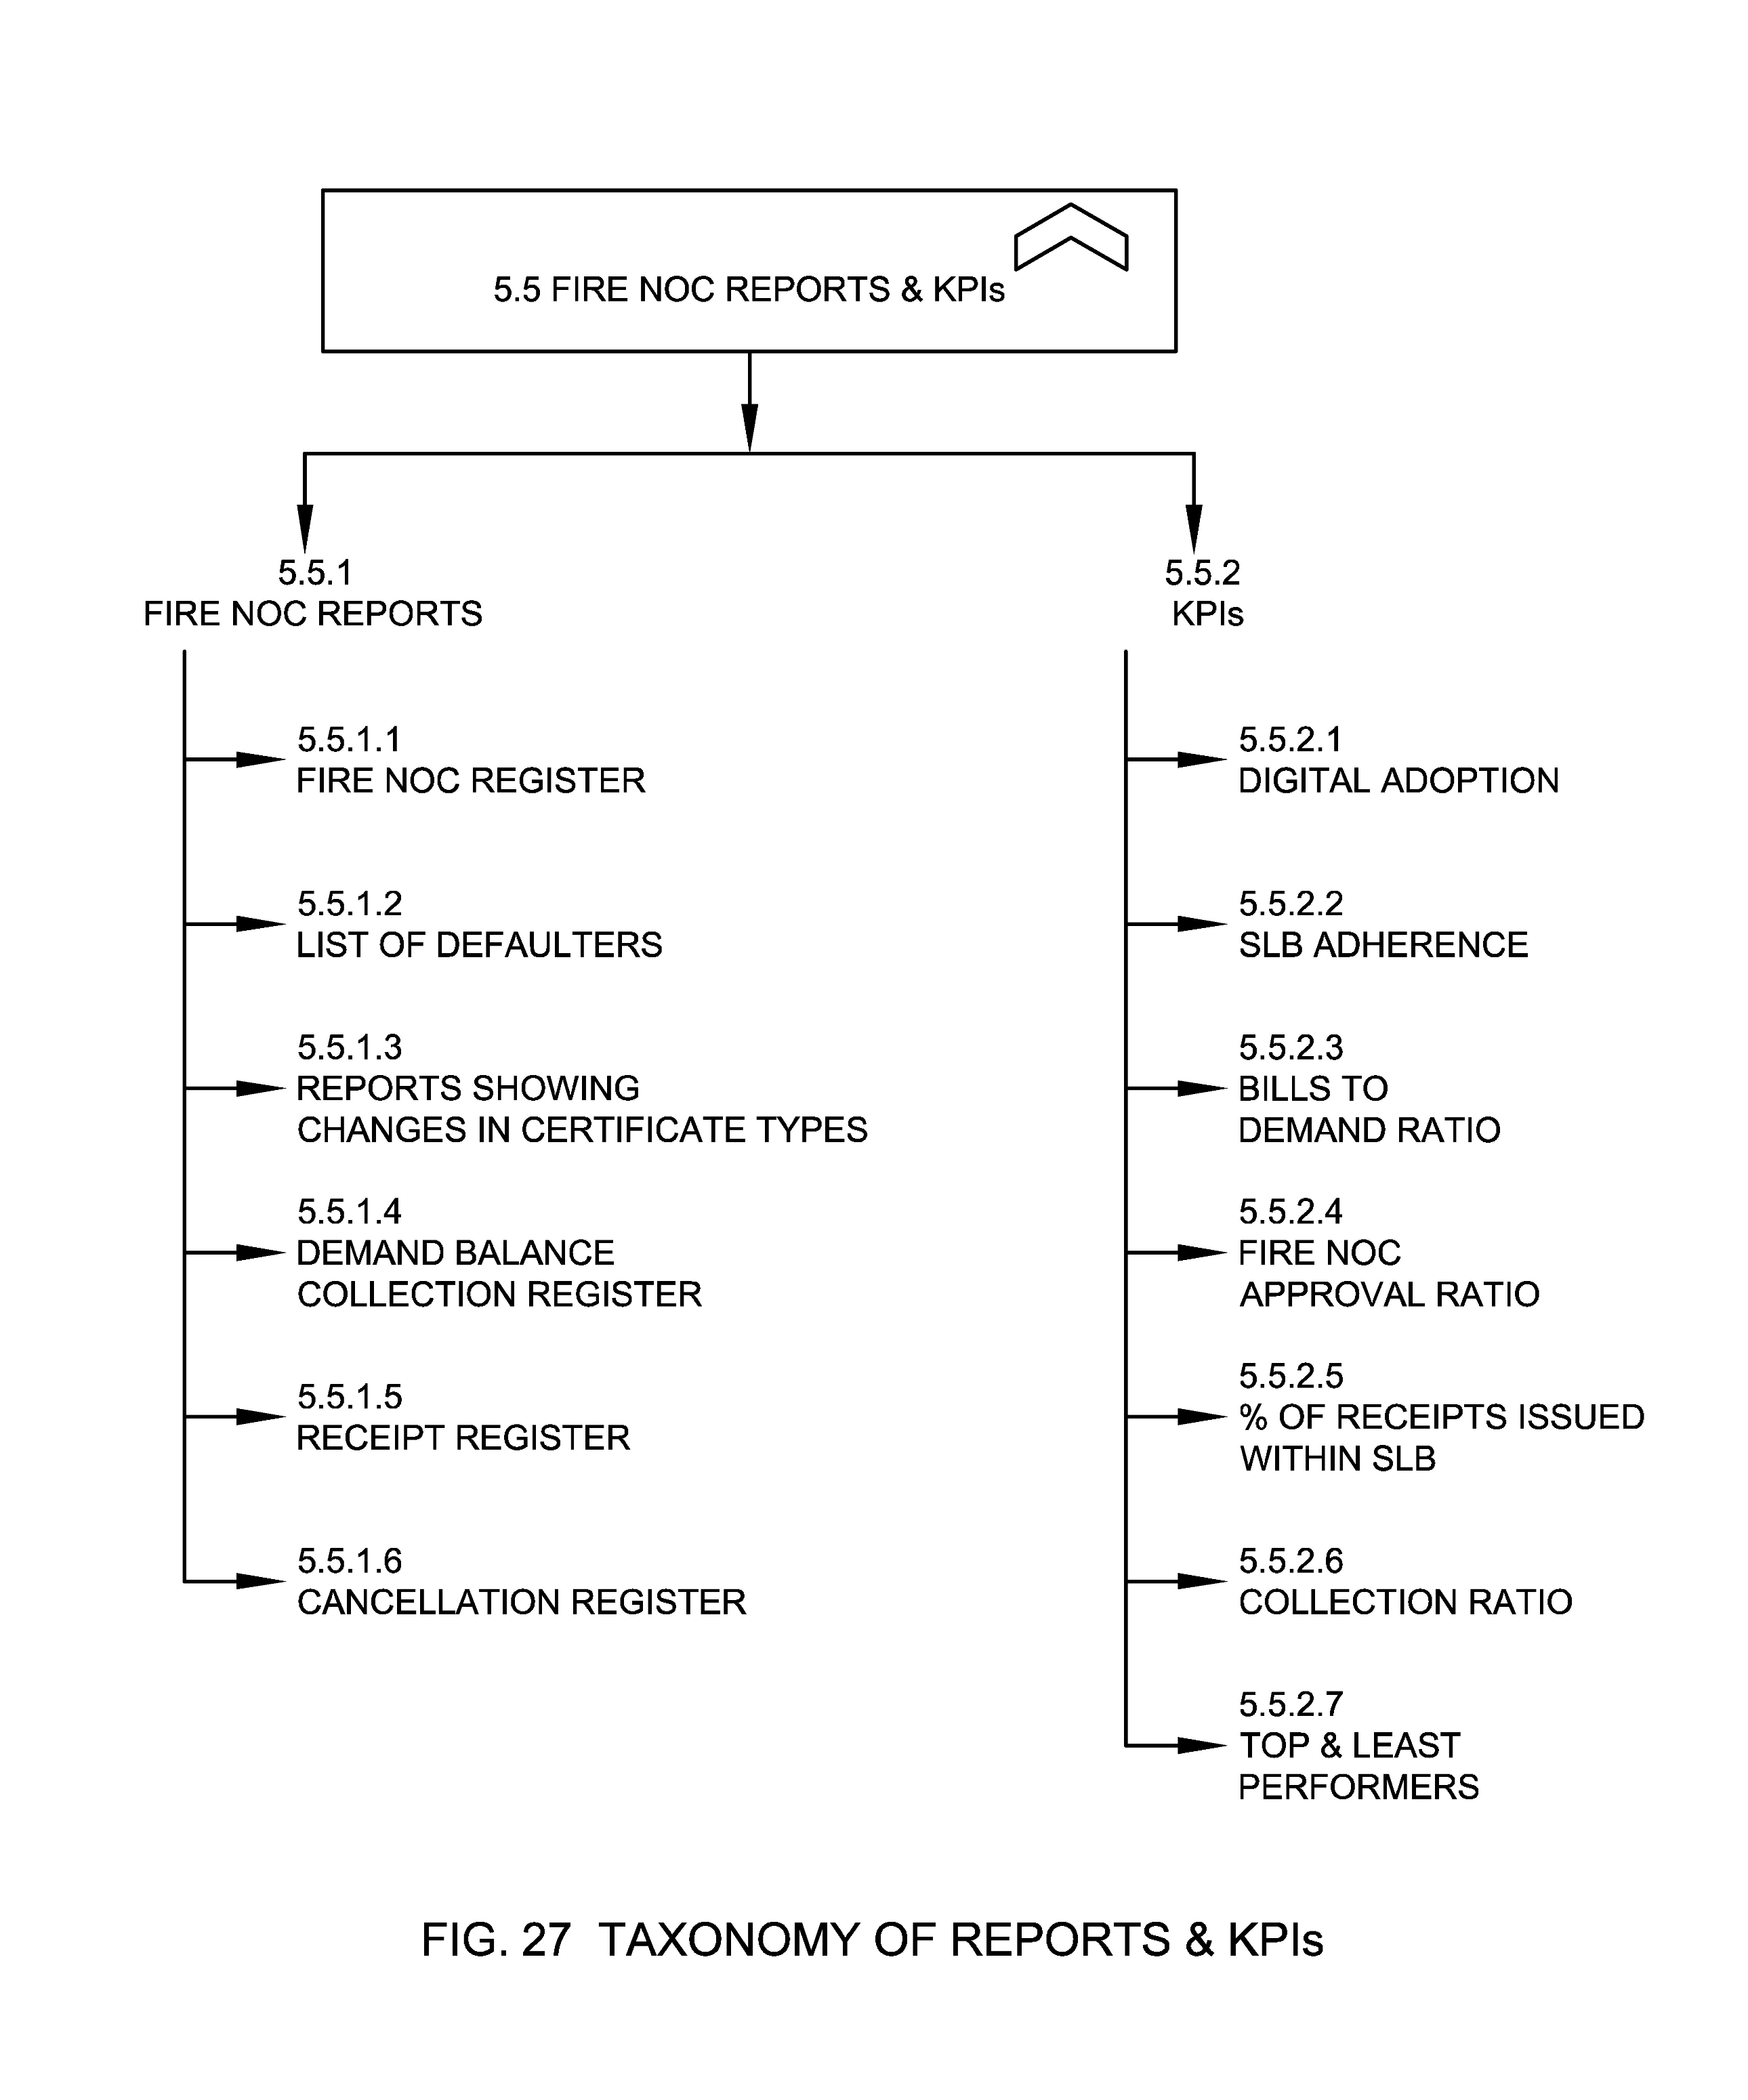 5.5 FIRE NOC REPORTS & KPIs
5.5.1
FIRE NOC REPORTS
5.5.1.1
FIRE NOC REGISTER
5.5.1.2
LIST OF DEFAULTERS
5.5.1.3
REPORTS SHOWING
CHANGES IN CERTIFICATE TYPES
5.5.1.4
DEMAND BALANCE
COLLECTION REGISTER
5.5.1.5
RECEIPT REGISTER
5.5.1.6
CANCELLATION REGISTER
5.5.2
KPIs
5.5.2.1
DIGITAL ADOPTION
5.5.2.2
SLB ADHERENCE
5.5.2.3
BILLS TO
DEMAND RATIO
5.5.2.4
FIRE NOC
APPROVAL RATIO
5.5.2.5
% OF RECEIPTS ISSUED
WITHIN SLB
5.5.2.6
COLLECTION RATIO
5.5.2.7
TOP & LEAST
PERFORMERS
FIG. 27 TAXONOMY OF REPORTS & KPIs